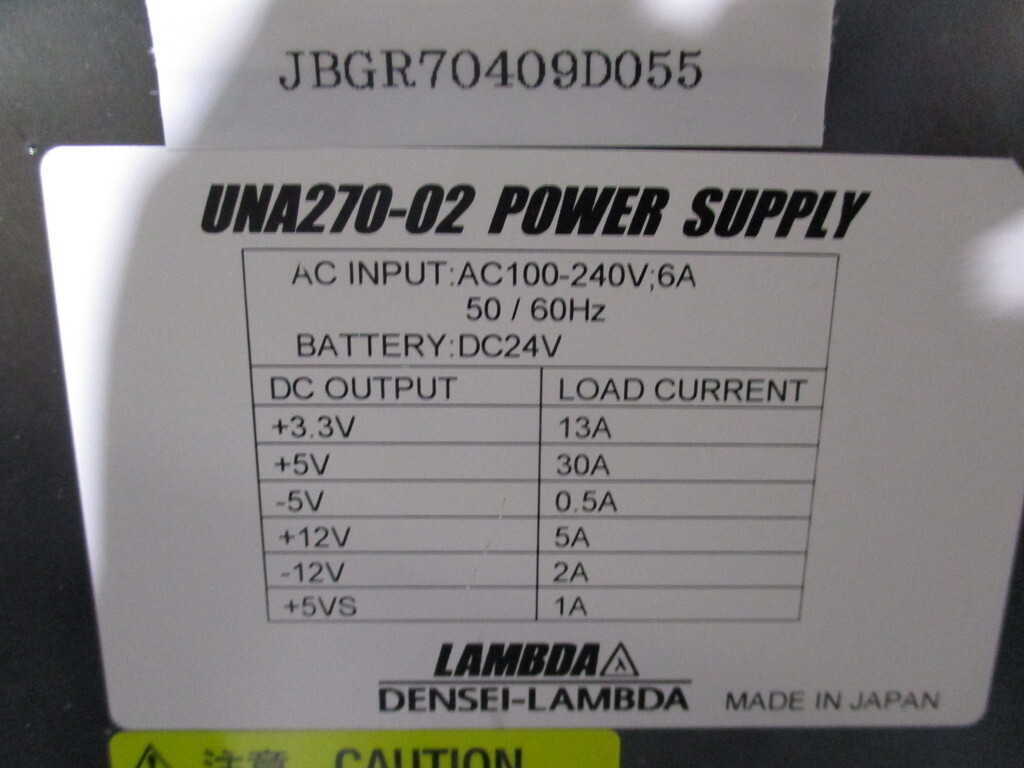 JBGR70409D055
UNA270-02 POWER SUPPLY
AC INPUT:AC100-240V;6A
50 / 60Hz
BATTERY:DC24V
DC OUTPUT LOAD CURRENT
+3.3V 13A
+5V 30A
-5V 0.5A
+12V 5A
-12V 2A
+5VS 1A
LAMBDA
DENSEI-LAMBDA MADE IN JAPAN
注意 CAUTION